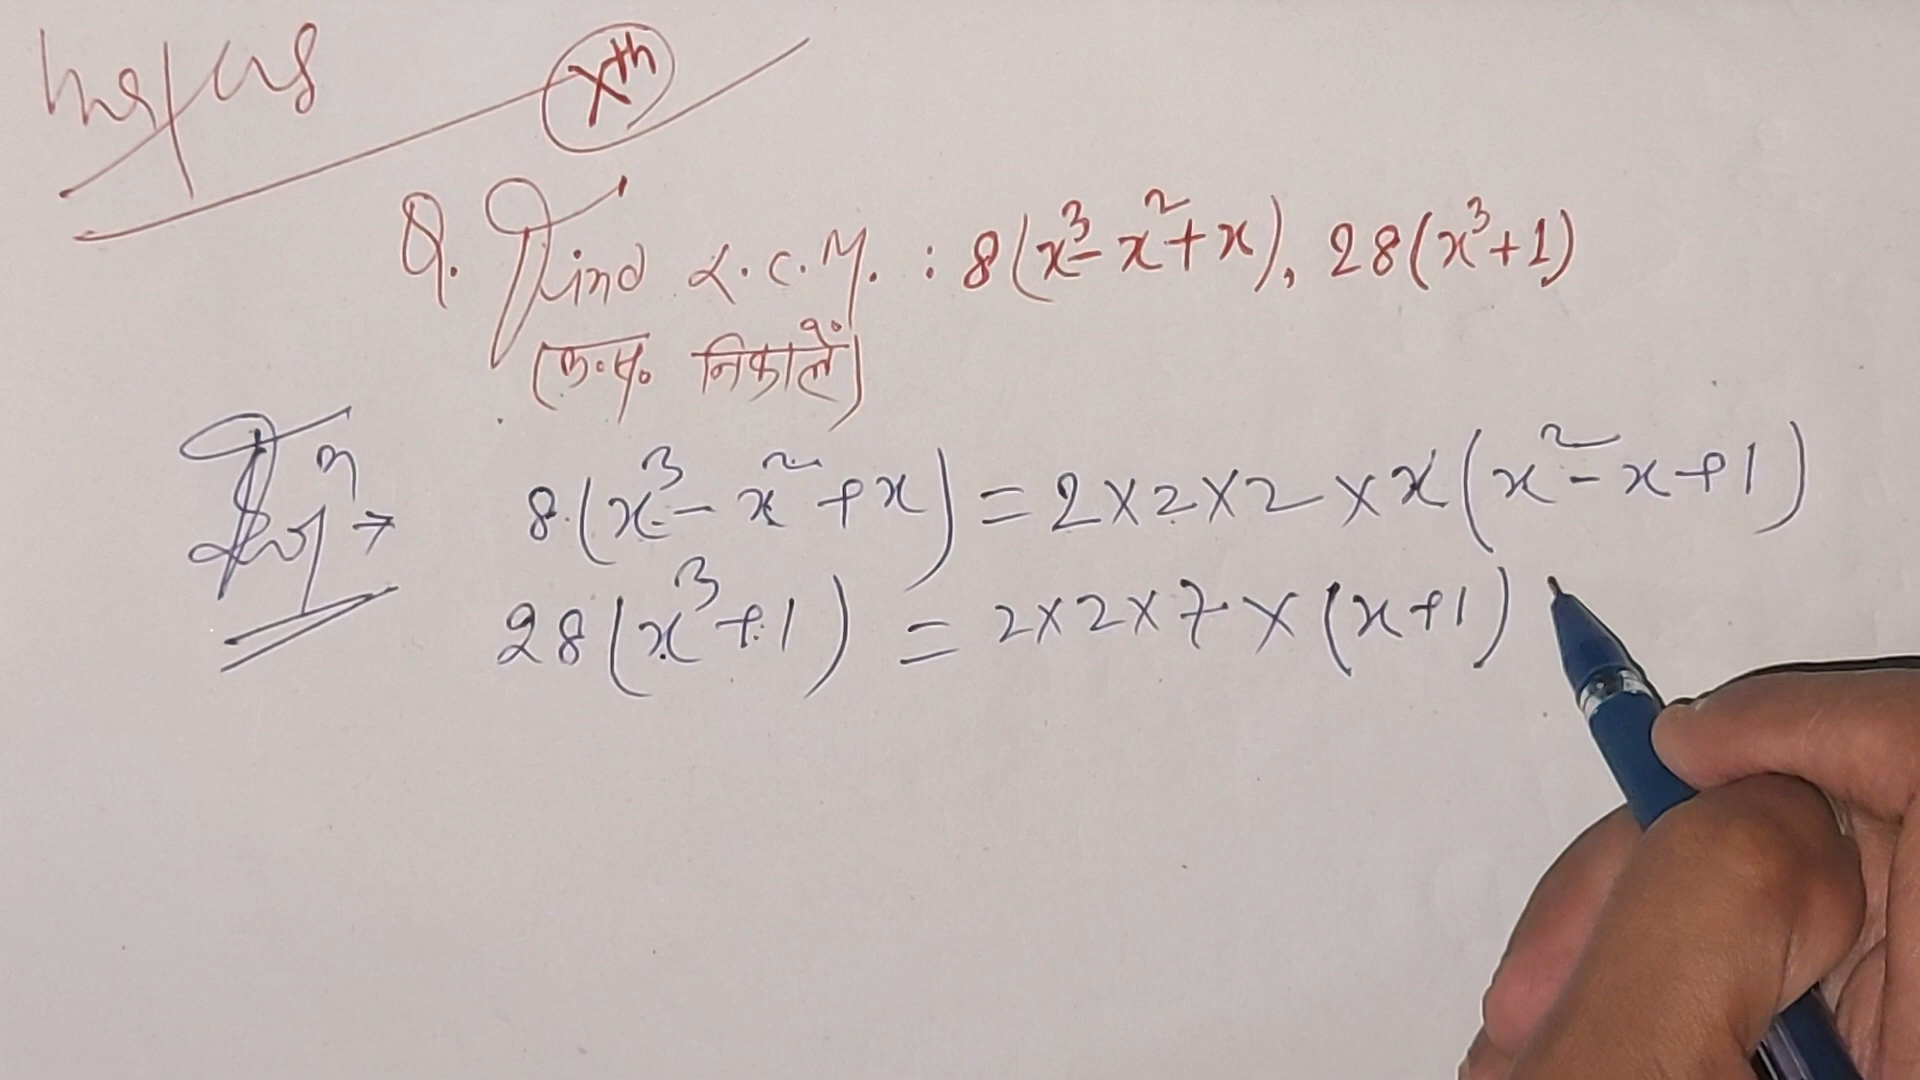 Maths
Xth
Q. Find L.C.M. : 8(x³-x²+x), 28(x³+1)
(ल.स. निकालें)
Solⁿ→ 8(x³-x²+x) = 2×2×2×x(x²-x+1)
28(x³+1) = 2×2×7×(x+1)